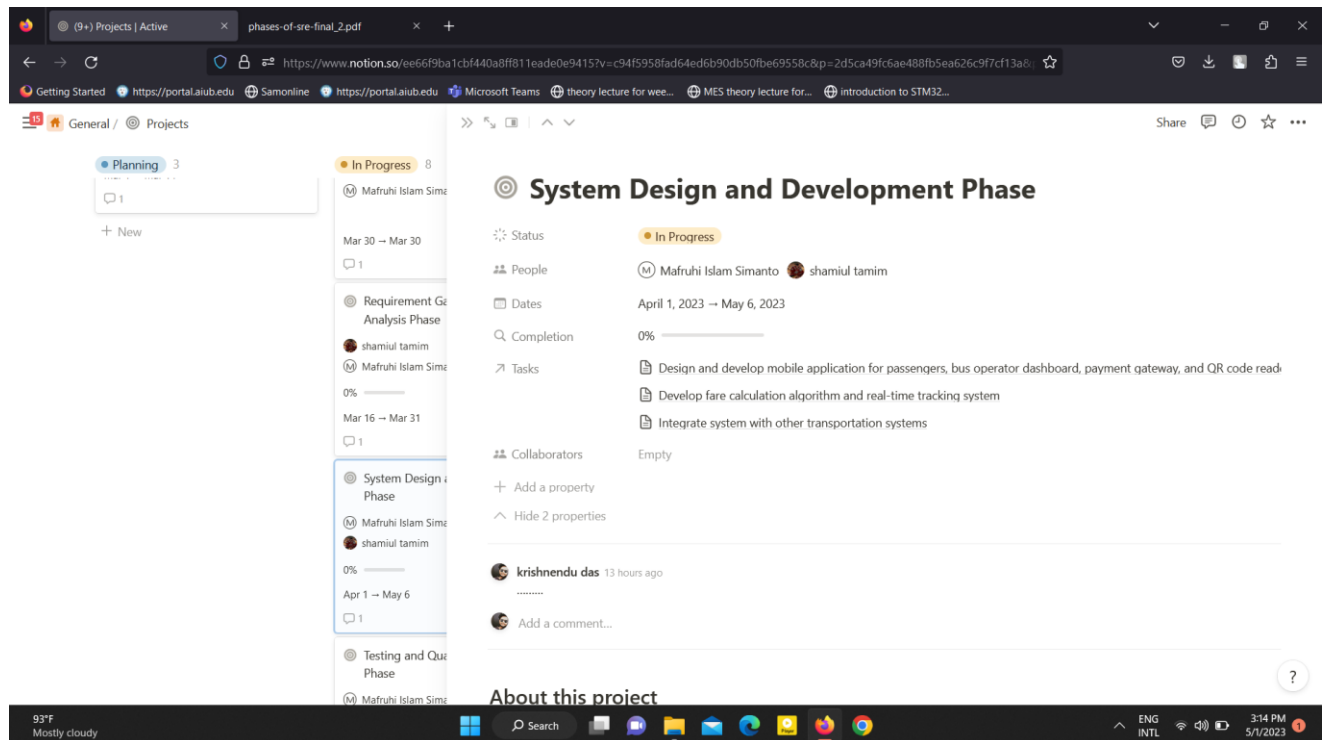 (9+) Projects | Active
phases-of-sre-final_2.pdf
https://www.notion.so/ee66f9ba1cbf440a8ff811eade0e9415?v=c94f5958fad64ed6b90db50fbe69558c&p=2d5ca49fc6ae488fb5ea626c9f7cf13a8
Getting Started https://portal.aiub.edu Samonline https://portal.aiub.edu Microsoft Teams theory lecture for wee... MES theory lecture for... introduction to STM32...
15 General / Projects
Share
Planning 3
1
+ New
In Progress 8
Mafruhi Islam Sima
Mar 30 → Mar 30
1
Requirement Ga
Analysis Phase
shamiul tamim
Mafruhi Islam Sima
0%
Mar 16 → Mar 31
1
System Design a
Phase
Mafruhi Islam Sima
shamiul tamim
0%
Apr 1 → May 6
1
Testing and Qua
Phase
Mafruhi Islam Sima
System Design and Development Phase
Status In Progress
People M Mafruhi Islam Simanto shamiul tamim
Dates April 1, 2023 → May 6, 2023
Completion 0%
Tasks Design and develop mobile application for passengers, bus operator dashboard, payment gateway, and QR code reade
Develop fare calculation algorithm and real-time tracking system
Integrate system with other transportation systems
Collaborators Empty
+ Add a property
Hide 2 properties
krishnendu das 13 hours ago
.........
Add a comment...
About this project
?
93°F
Mostly cloudy
Search
ENG
INTL
3:14 PM
5/1/2023
1